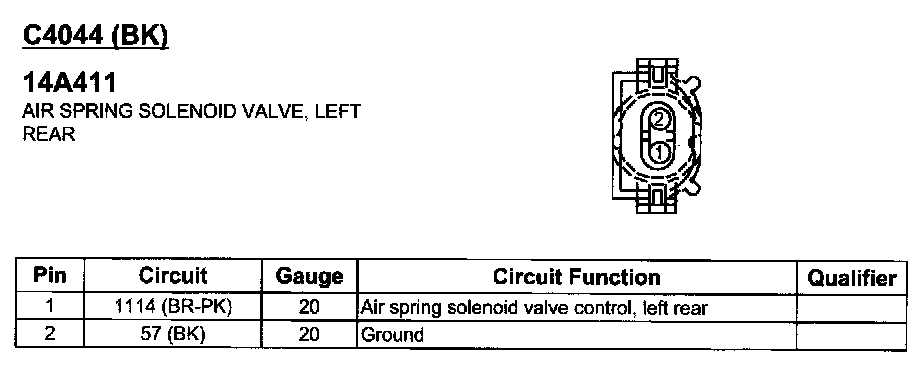 C4044 (BK)
14A411
AIR SPRING SOLENOID VALVE, LEFT
REAR
2
1
Pin Circuit Gauge Circuit Function Qualifier
1 1114 (BR-PK) 20 Air spring solenoid valve control, left rear
2 57 (BK) 20 Ground